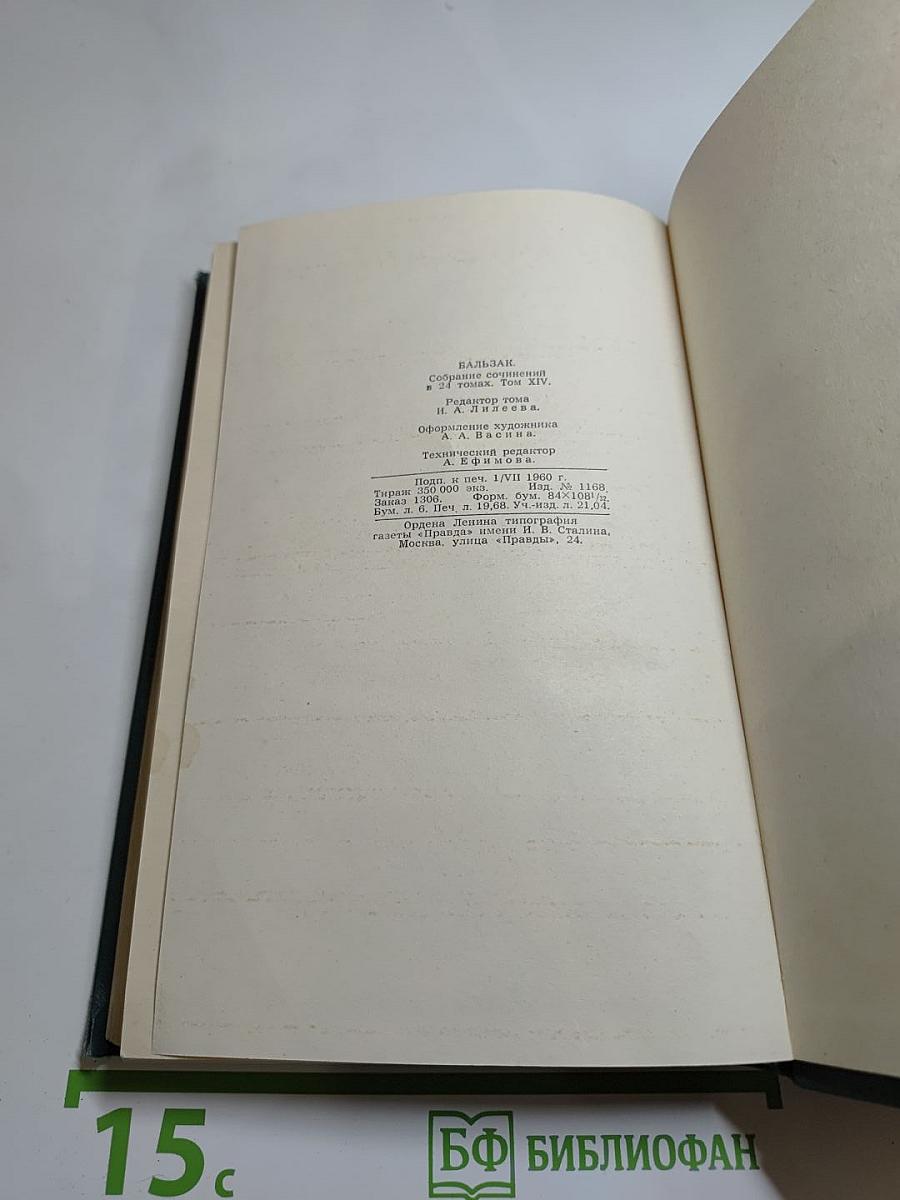 БАЛЬЗАК.
Собрание сочинений
в 24 томах. Том XIV.
Редактор тома
И. А. Лилеева.
Оформление художника
А. А. Васина.
Технический редактор
А. Ефимова.
Подп. к печ. 1/VII 1960 г.
Тираж 350 000 экз. Изд. № 1168.
Заказ 1306. Форм. бум. 84×108¹/₃₂.
Бум. л. 6. Печ. л. 19,68. Уч.-изд. л. 21,04.
Ордена Ленина типография
газеты «Правда» имени И. В. Сталина,
Москва, улица «Правды», 24.
15 с
БФ БИБЛИОФАН